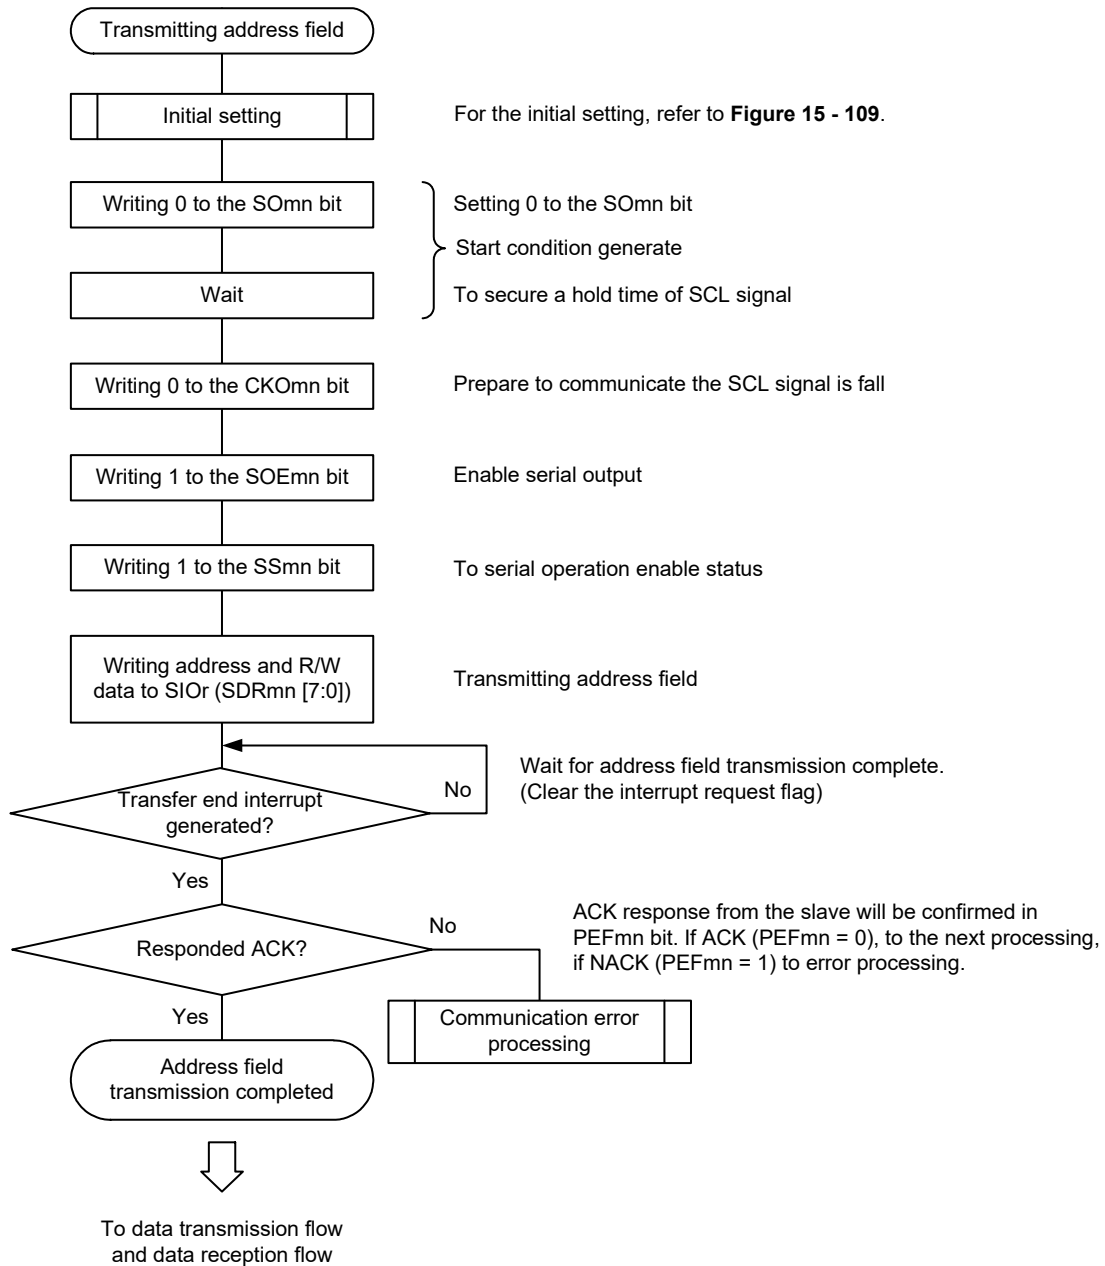 Transmitting address field
Initial setting
For the initial setting, refer to Figure 15 - 109.
Writing 0 to the SOmn bit
Setting 0 to the SOmn bit
Start condition generate
Wait
To secure a hold time of SCL signal
Writing 0 to the CKOmn bit
Prepare to communicate the SCL signal is fall
Writing 1 to the SOEmn bit
Enable serial output
Writing 1 to the SSmn bit
To serial operation enable status
Writing address and R/W
data to SIOr (SDRmn [7:0])
Transmitting address field
Transfer end interrupt
generated?
No
Wait for address field transmission complete.
(Clear the interrupt request flag)
Yes
Responded ACK?
No
ACK response from the slave will be confirmed in
PEFmn bit. If ACK (PEFmn = 0), to the next processing,
if NACK (PEFmn = 1) to error processing.
Yes
Communication error
processing
Address field
transmission completed
To data transmission flow
and data reception flow